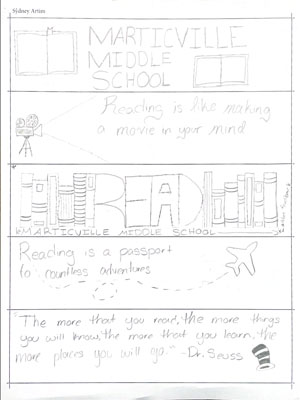 Sydney Artim
MARTICVILLE
MIDDLE
SCHOOL
Reading is like making
a movie in your mind
READ
MARTICVILLE MIDDLE SCHOOL
Reading is a passport
to countless adventures
"The more that you read, the more things
you will know, the more that you learn, the
more places you will go." -Dr. Seuss